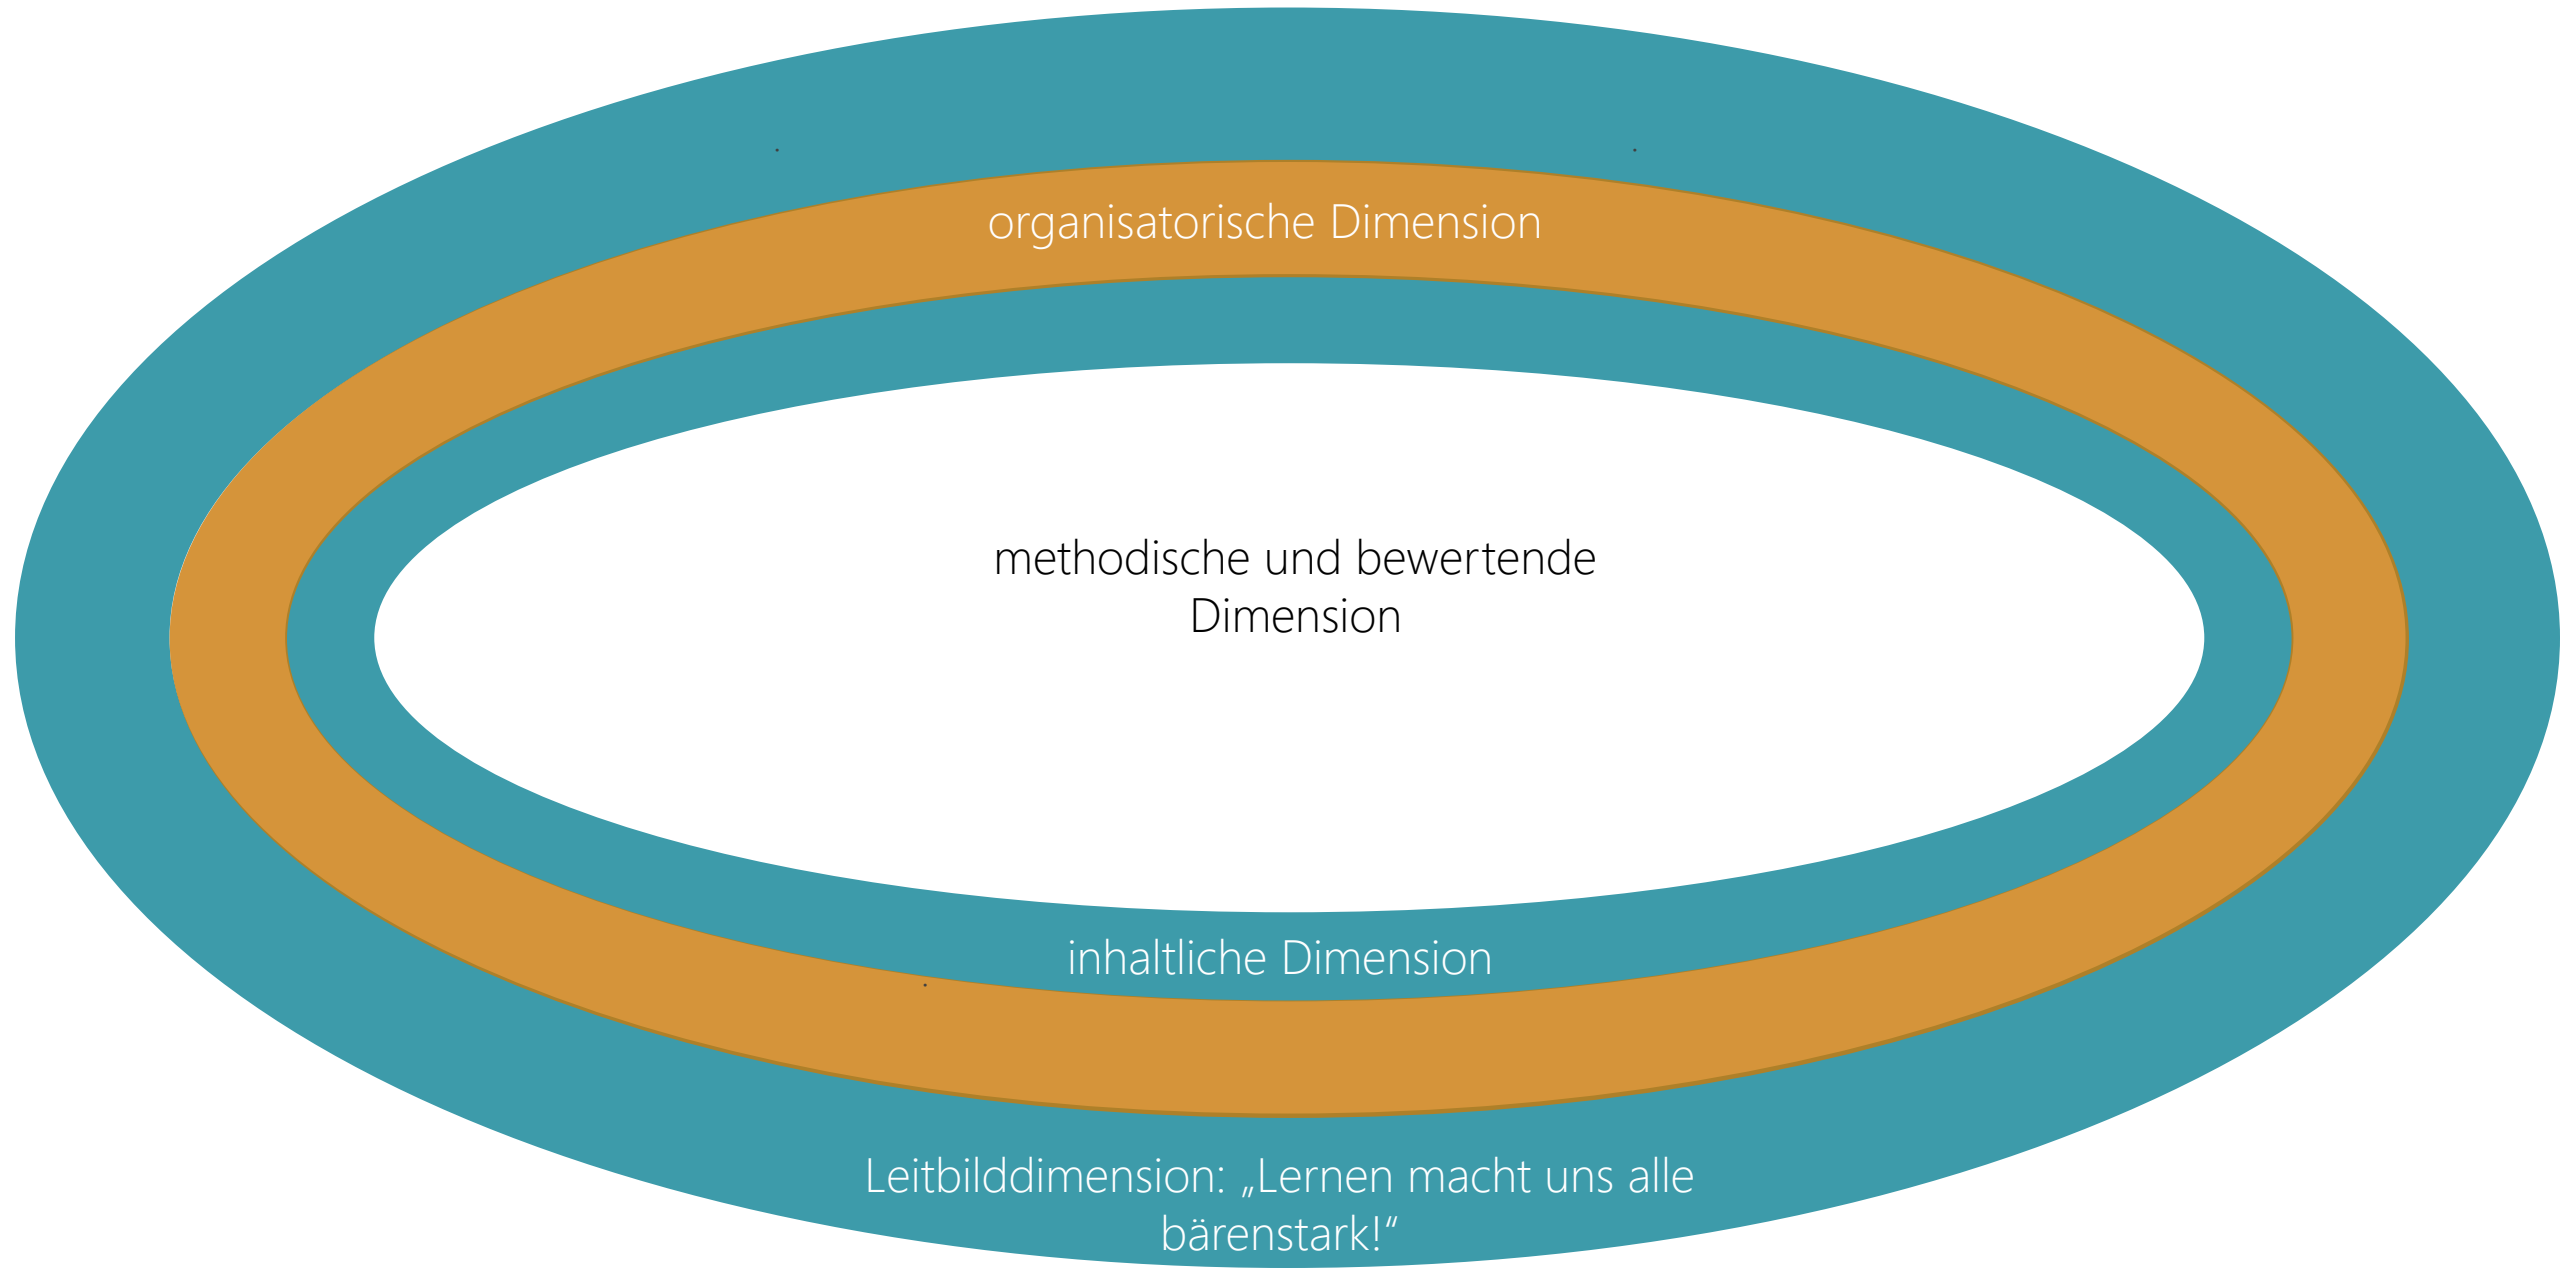 organisatorische Dimension
methodische und bewertende
Dimension
inhaltliche Dimension
Leitbilddimension: „Lernen macht uns alle
bärenstark!“